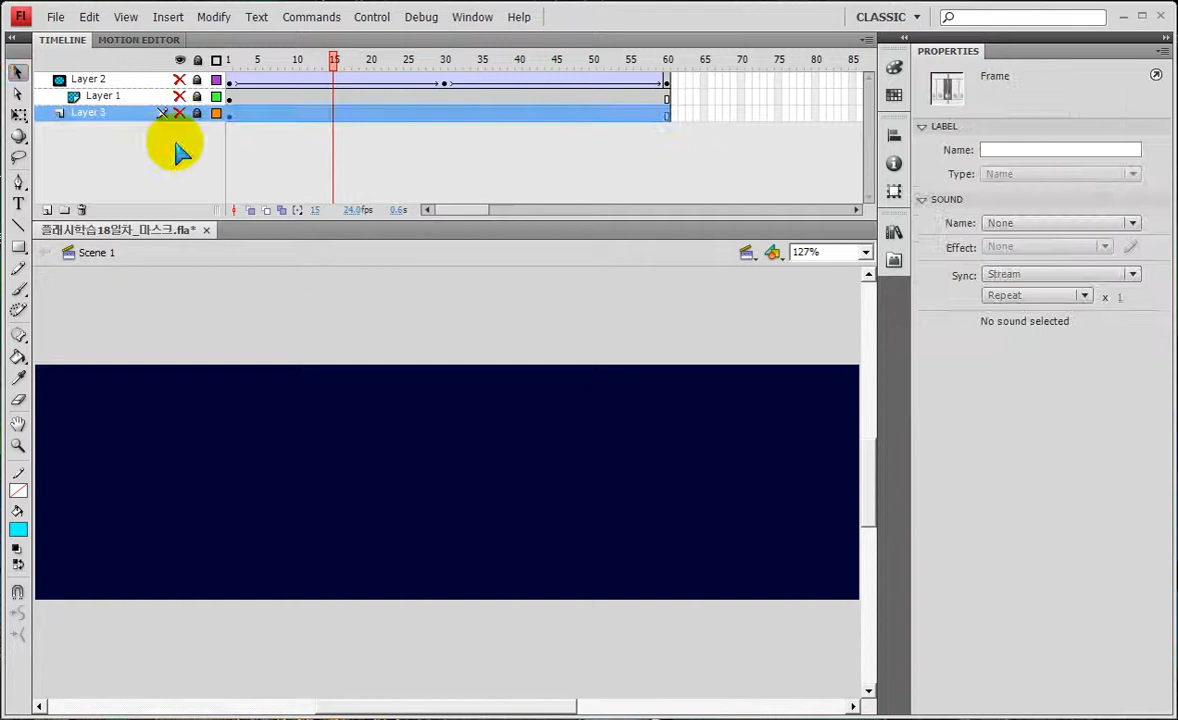 Fl File Edit View Insert Modify Text Commands Control Debug Window Help CLASSIC
TIMELINE MOTION EDITOR
1 5 10 15 20 25 30 35 40 45 50 55 60 65 70 75 80 85
Layer 2
Layer 1
Layer 3
15 24.0fps 0.6s
플래시학습18일차_마스크.fla*
Scene 1
127%
PROPERTIES
Frame
LABEL
Name:
Type: Name
SOUND
Name: None
Effect: None
Sync: Stream
Repeat x 1
No sound selected